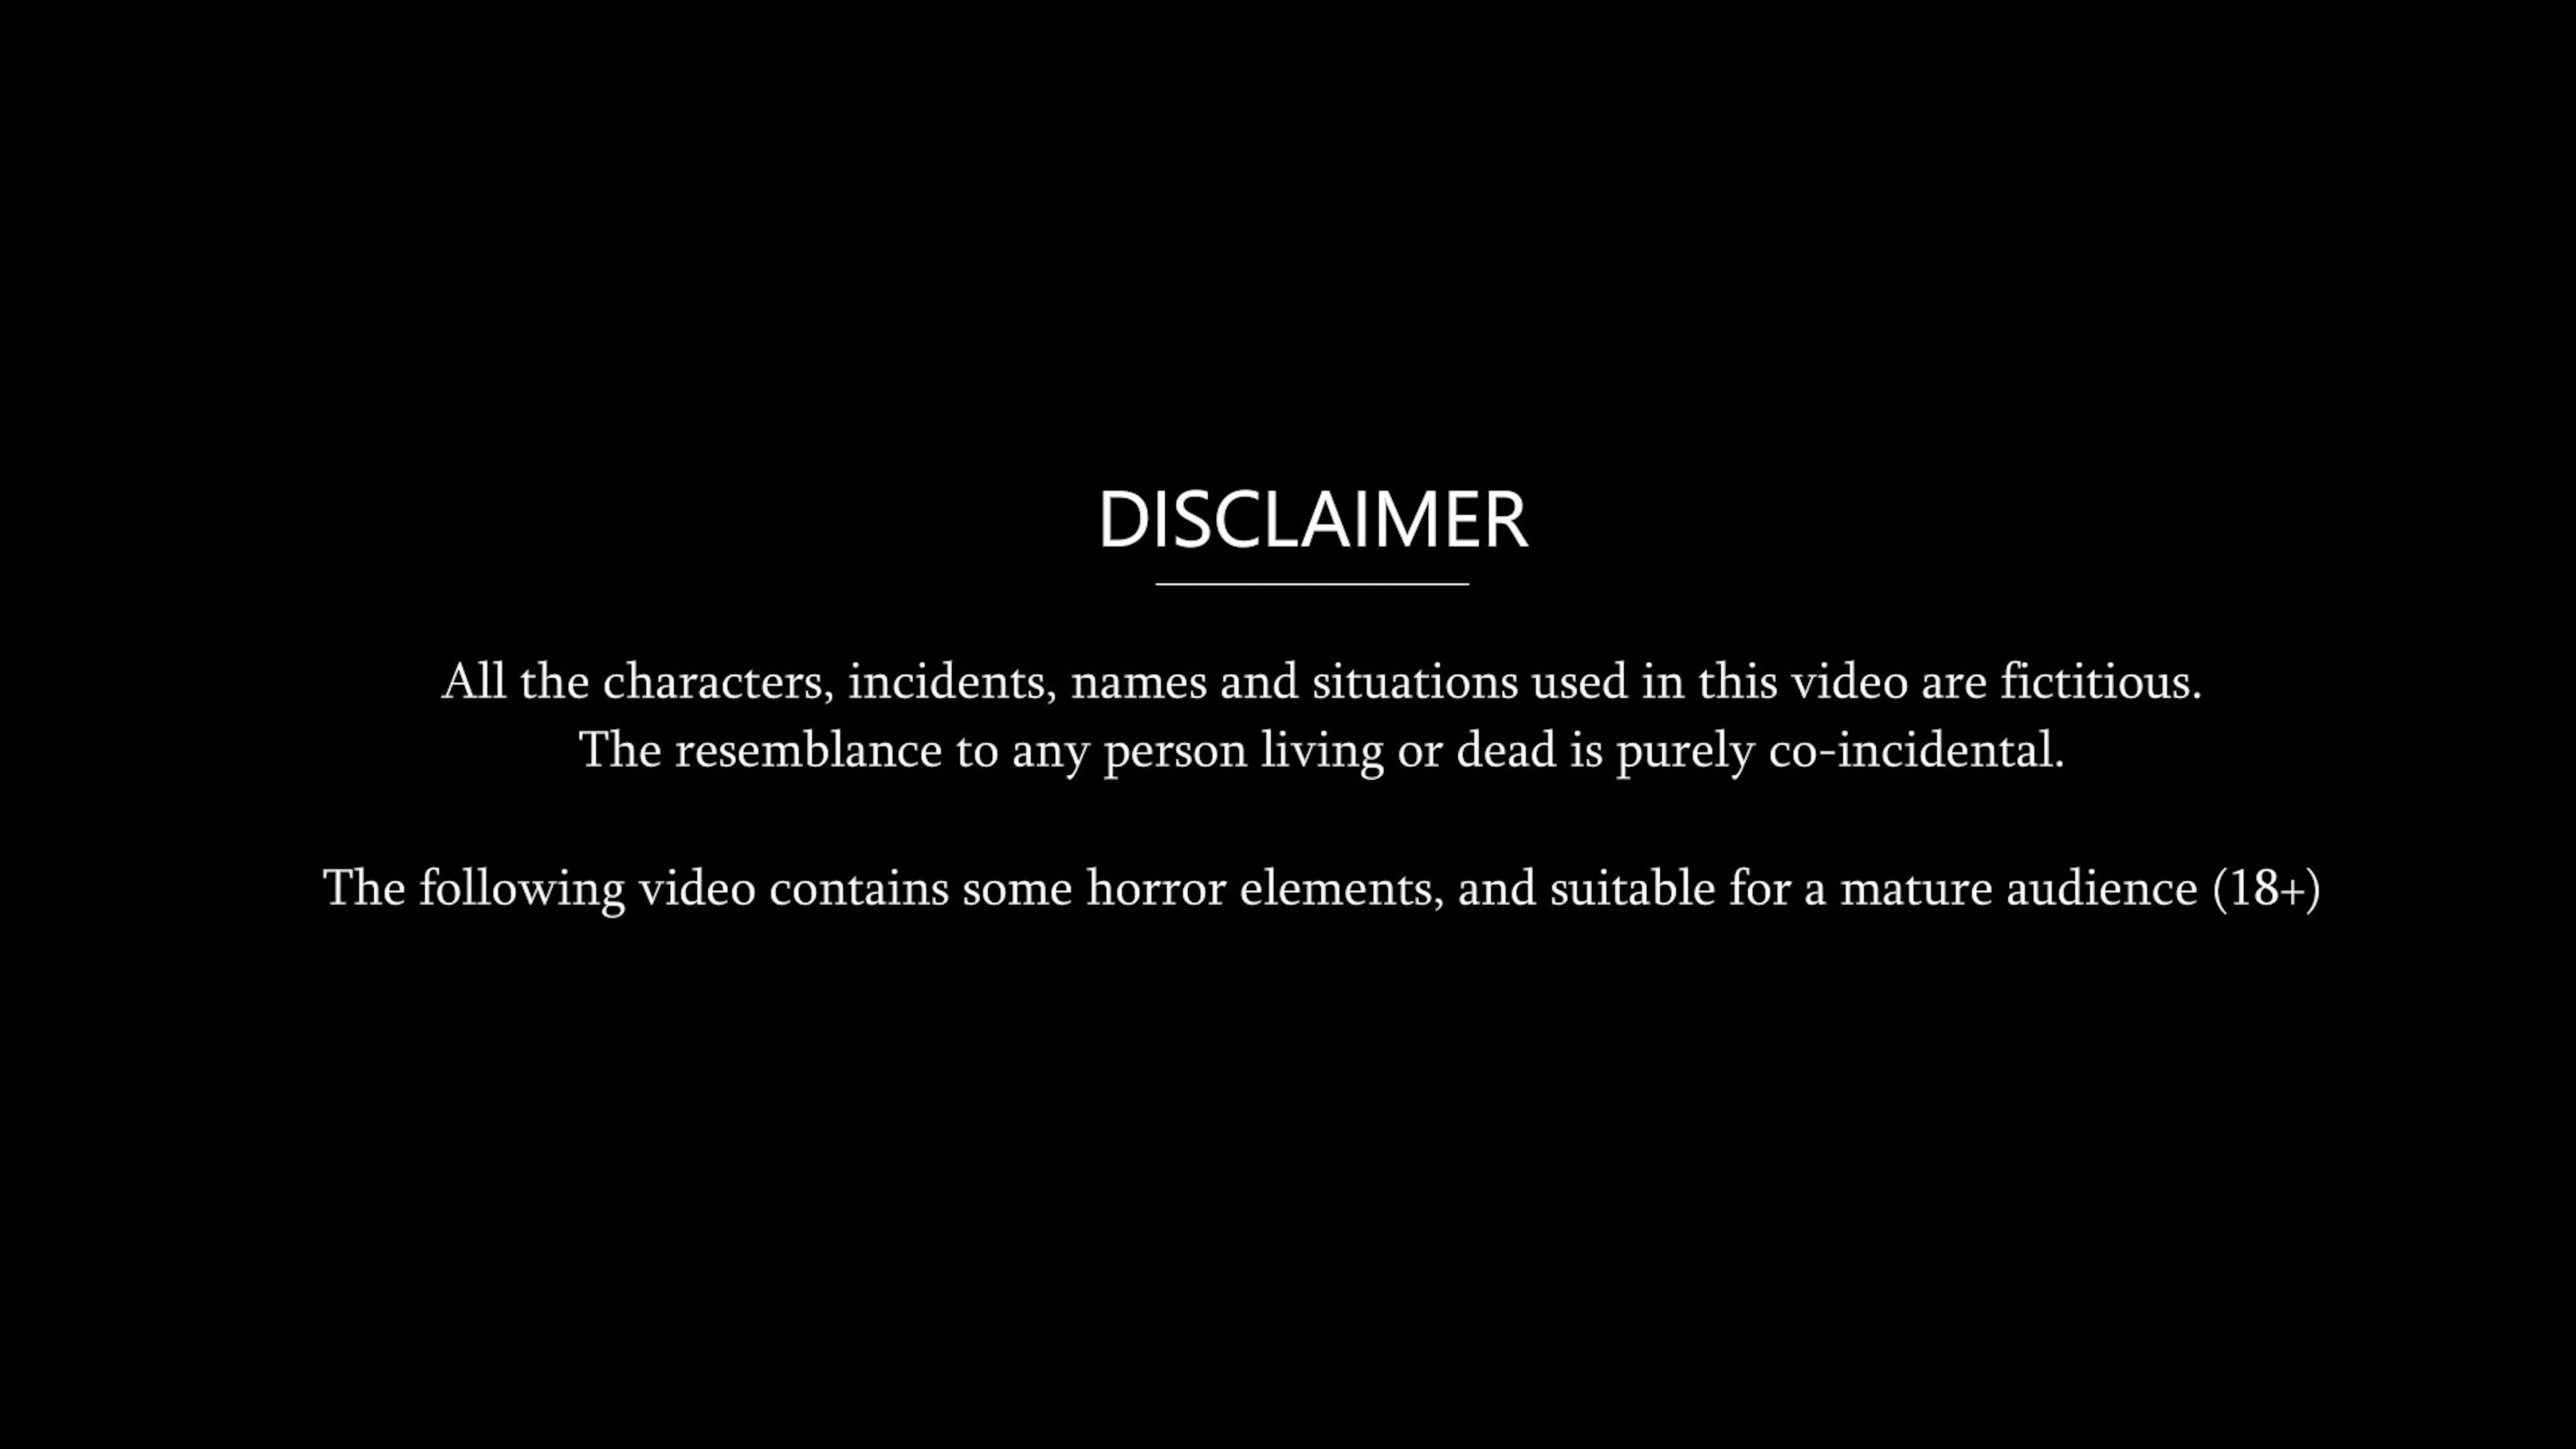 DISCLAIMER
All the characters, incidents, names and situations used in this video are fictitious.
The resemblance to any person living or dead is purely co-incidental.
The following video contains some horror elements, and suitable for a mature audience (18+)